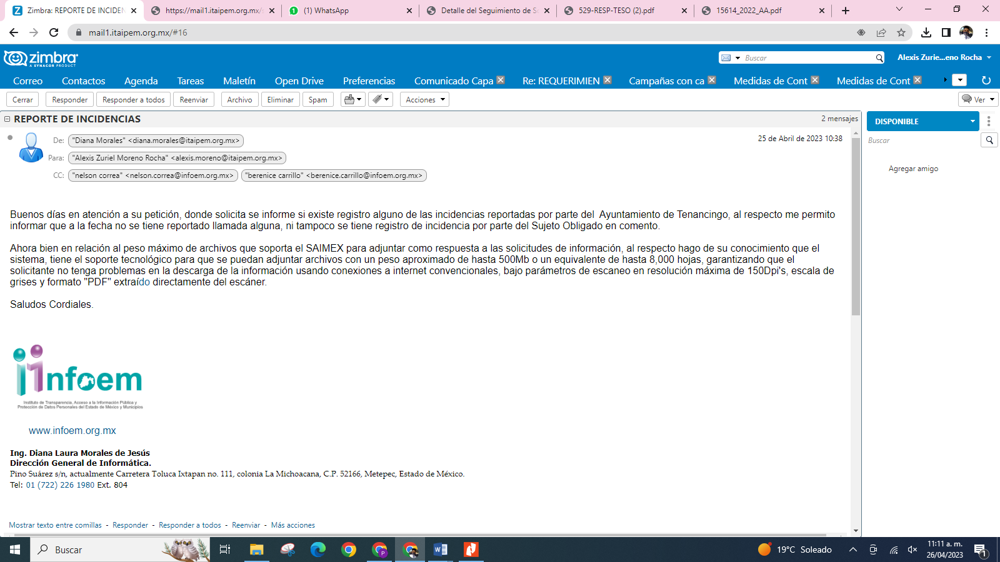 Zimbra: REPORTE DE INCIDEN
https://mail1.itaipem.org.mx/
(1) WhatsApp
Detalle del Seguimiento de So
529-RESP-TESO (2).pdf
15614_2022_AA.pdf
mail1.itaipem.org.mx/#16
zimbra
A SYNACOR PRODUCT
Buscar
Alexis Zurie...eno Rocha
Correo Contactos Agenda Tareas Maletín Open Drive Preferencias Comunicado Capa Re: REQUERIMIEN Campañas con ca Medidas de Cont Medidas de Cont
Cerrar Responder Responder a todos Reenviar Archivo Eliminar Spam Acciones Ver
REPORTE DE INCIDENCIAS
2 mensajes
DISPONIBLE
Buscar
Agregar amigo
De: "Diana Morales" <diana.morales@itaipem.org.mx>
25 de Abril de 2023 10:38
Para: "Alexis Zuriel Moreno Rocha" <alexis.moreno@itaipem.org.mx>
CC: "nelson correa" <nelson.correa@infoem.org.mx> "berenice carrillo" <berenice.carrillo@infoem.org.mx>
Buenos días en atención a su petición, donde solicita se informe si existe registro alguno de las incidencias reportadas por parte del Ayuntamiento de Tenancingo, al respecto me permito
informar que a la fecha no se tiene reportado llamada alguna, ni tampoco se tiene registro de incidencia por parte del Sujeto Obligado en comento.
Ahora bien en relación al peso máximo de archivos que soporta el SAIMEX para adjuntar como respuesta a las solicitudes de información, al respecto hago de su conocimiento que el
sistema, tiene el soporte tecnológico para que se puedan adjuntar archivos con un peso aproximado de hasta 500Mb o un equivalente de hasta 8,000 hojas, garantizando que el
solicitante no tenga problemas en la descarga de la información usando conexiones a internet convencionales, bajo parámetros de escaneo en resolución máxima de 150Dpi's, escala de
grises y formato "PDF" extraído directamente del escáner.
Saludos Cordiales.
infoem
Instituto de Transparencia, Acceso a la Información Pública y
Protección de Datos Personales del Estado de México y Municipios
www.infoem.org.mx
Ing. Diana Laura Morales de Jesús
Dirección General de Informática.
Pino Suárez s/n, actualmente Carretera Toluca Ixtapan no. 111, colonia La Michoacana, C.P. 52166, Metepec, Estado de México.
Tel: 01 (722) 226 1980 Ext. 804
Mostrar texto entre comillas - Responder - Responder a todos - Reenviar - Más acciones
Buscar
19°C Soleado
11:11 a. m.
26/04/2023
1